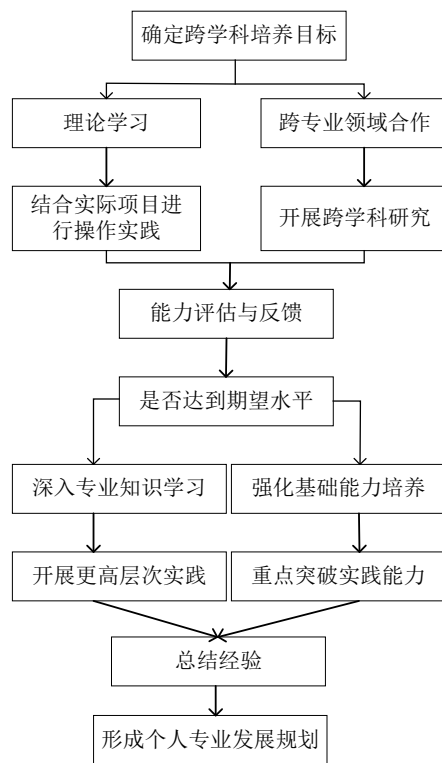 确定跨学科培养目标
理论学习
跨专业领域合作
结合实际项目进
行操作实践
开展跨学科研究
能力评估与反馈
是否达到期望水平
深入专业知识学习
强化基础能力培养
开展更高层次实践
重点突破实践能力
总结经验
形成个人专业发展规划